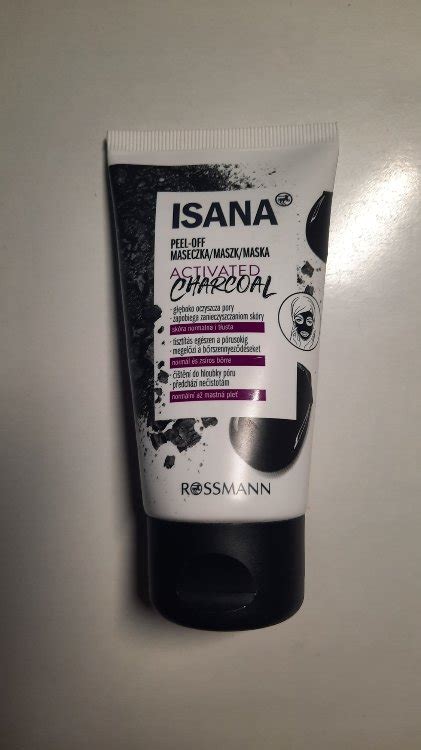 ISANA
PEEL-OFF
MASECZKA/MASZK/MASKA
ACTIVATED
CHARCOAL
· głęboko oczyszcza pory
· zapobiega zanieczyszczaniom skóry
skóra normalna i tłusta
· tisztítás egészen a pórusokig
· megelőzi a bőrszennyeződéseket
normál és zsíros bőrre
· čištění do hloubky pórů
· předchází nečistotám
normální až mastná pleť
ROSSMANN